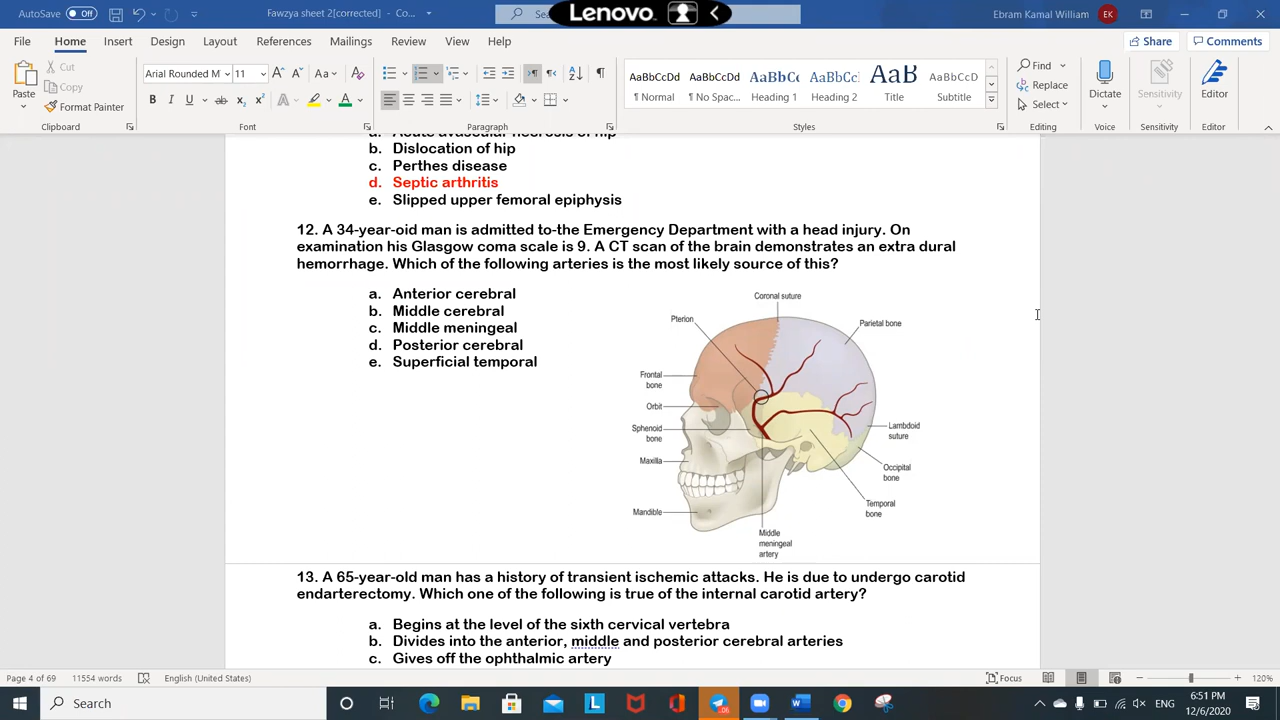 AutoSave Off
Fawzya sheet 2[corrected]
Lenovo
Ebram Kamal William EK
File Home Insert Design Layout References Mailings Review View Help
Share Comments
Paste
Cut
Copy
Format Painter
Clipboard
Arial Rounded M 11
Font
Paragraph
AaBbCcDd AaBbCcDd AaBbCc AaBbCc AaB AaBbCcDd
¶ Normal ¶ No Spac... Heading 1 Heading 2 Title Subtitle
Styles
Find
Replace
Select
Editing
Dictate
Voice
Sensitivity
Sensitivity
Editor
Editor
a. Acute avascular necrosis of hip
b. Dislocation of hip
c. Perthes disease
d. Septic arthritis
e. Slipped upper femoral epiphysis
12. A 34-year-oid man is admitted to-the Emergency Department with a head injury. On
examination his Glasgow coma scale is 9. A CT scan of the brain demonstrates an extra dural
hemorrhage. Which of the following arteries is the most likely source of this?
a. Anterior cerebral
b. Middle cerebral
c. Middle meningeal
d. Posterior cerebral
e. Superficial temporal
Coronal suture
Pterion
Parietal bone
Frontal
bone
Orbit
Sphenoid
bone
Maxilla
Mandible
Lambdoid
suture
Occipital
bone
Temporal
bone
Middle
meningeal
artery
13. A 65-year-old man has a history of transient ischemic attacks. He is due to undergo carotid
endarterectomy. Which one of the following is true of the internal carotid artery?
a. Begins at the level of the sixth cervical vertebra
b. Divides into the anterior, middle and posterior cerebral arteries
c. Gives off the ophthalmic artery
Page 4 of 69 11554 words English (United States) Focus 120%
Search
6:51 PM
12/6/2020